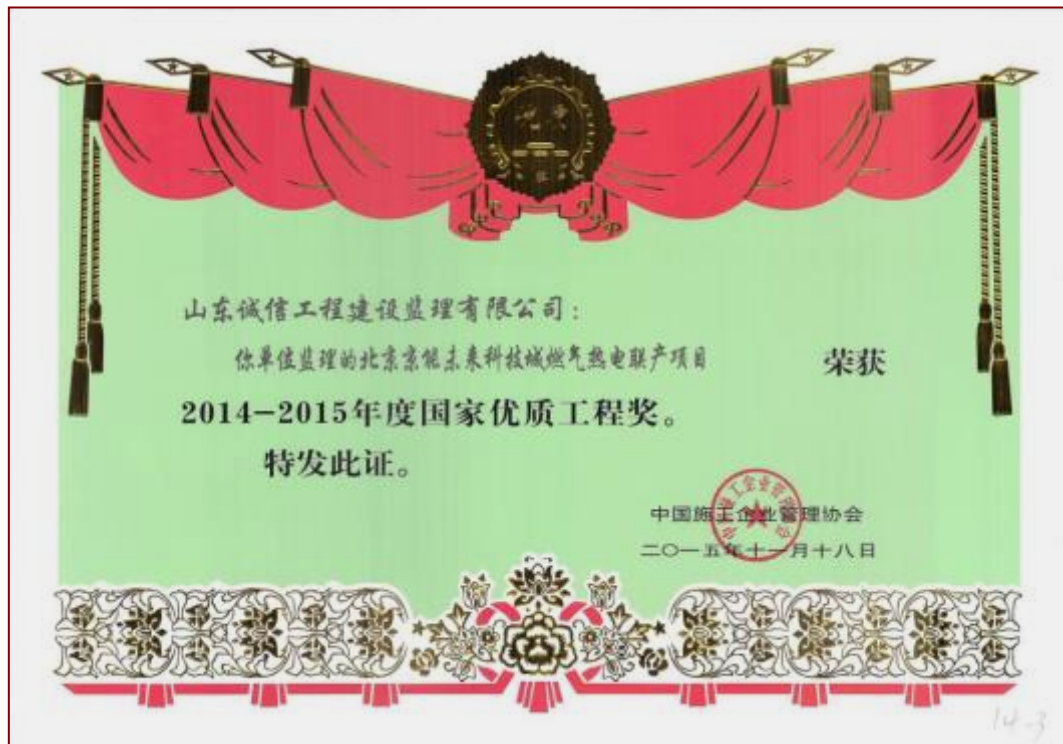 山东诚信工程建设监理有限公司:
你单位监理的北京京能未来科技城燃气热电联产项目 荣获
2014-2015年度国家优质工程奖。
特发此证。
中国施工企业管理协会
二〇一五年十一月十八日
14-3